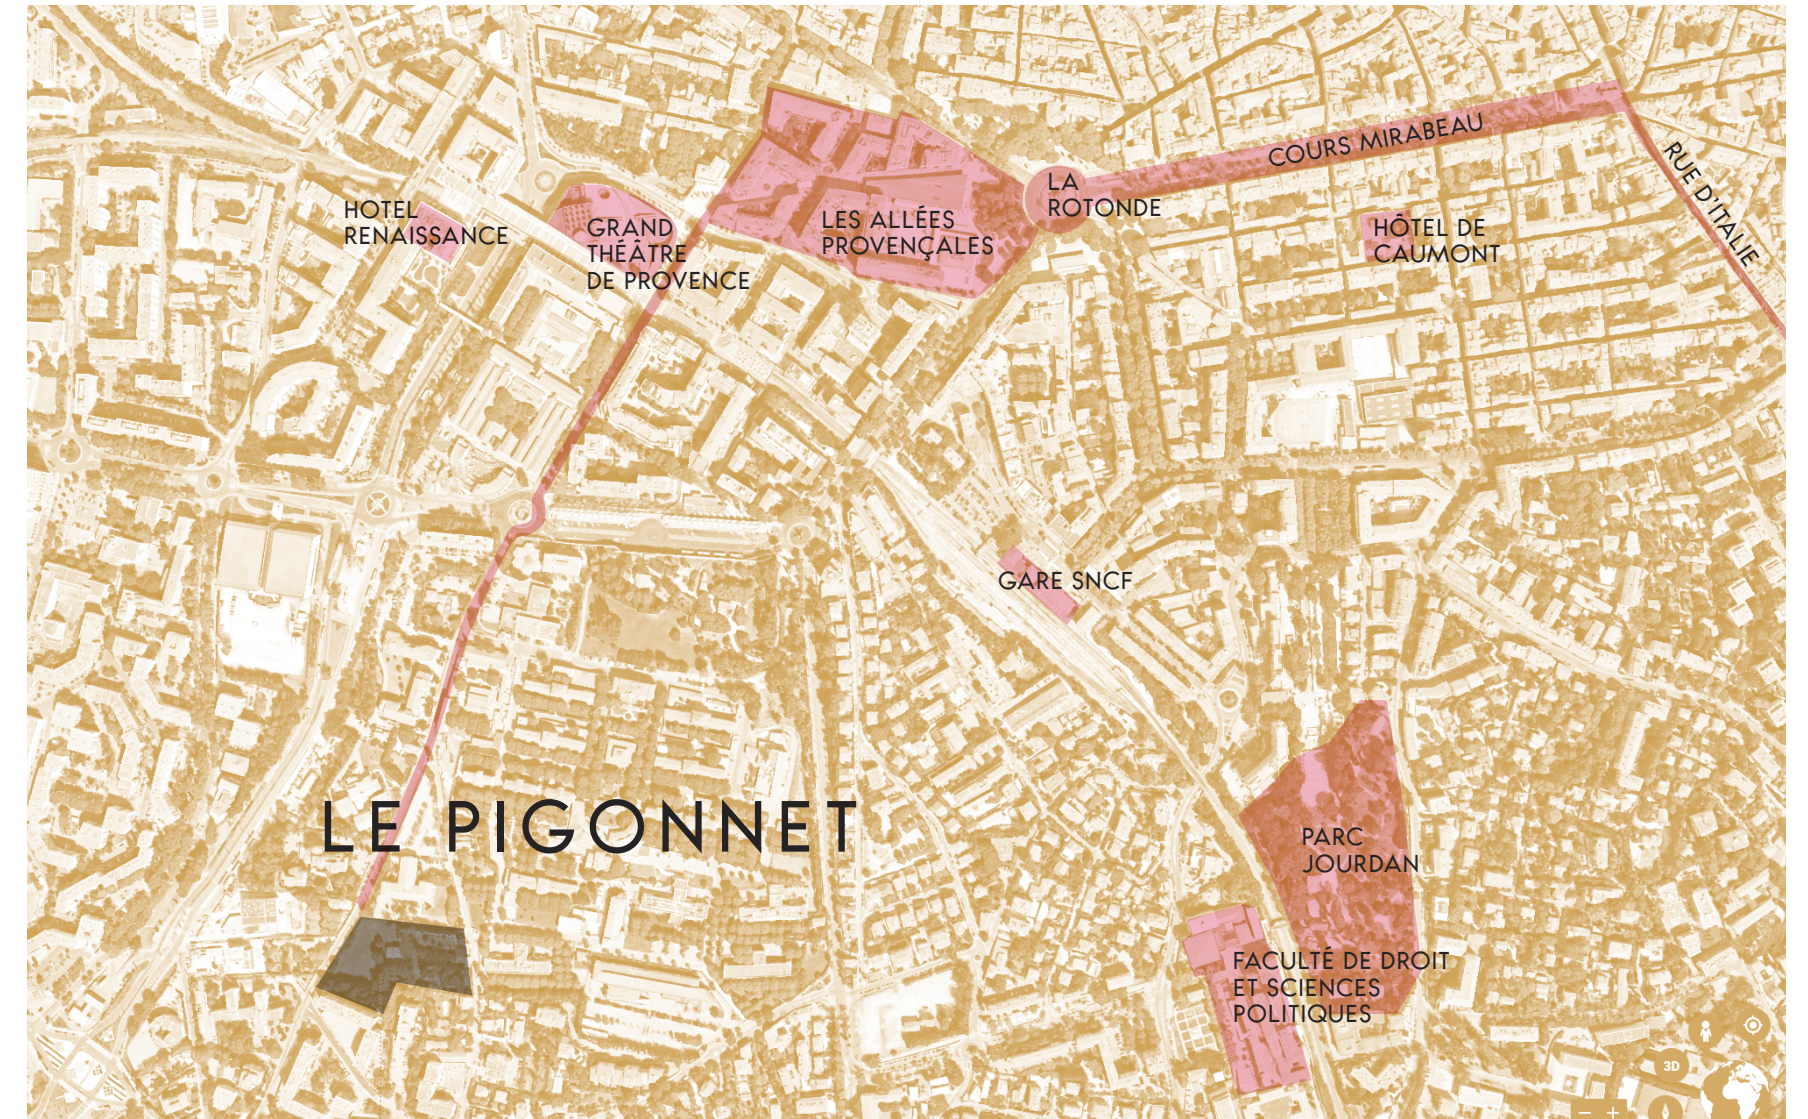 COURS MIRABEAU
RUE D'ITALIE
LA
ROTONDE
HOTEL
RENAISSANCE
GRAND
THÉÂTRE
DE PROVENCE
LES ALLÉES
PROVENÇALES
HÔTEL DE
CAUMONT
GARE SNCF
LE PIGONNET
PARC
JOURDAN
FACULTÉ DE DROIT
ET SCIENCES
POLITIQUES
3D